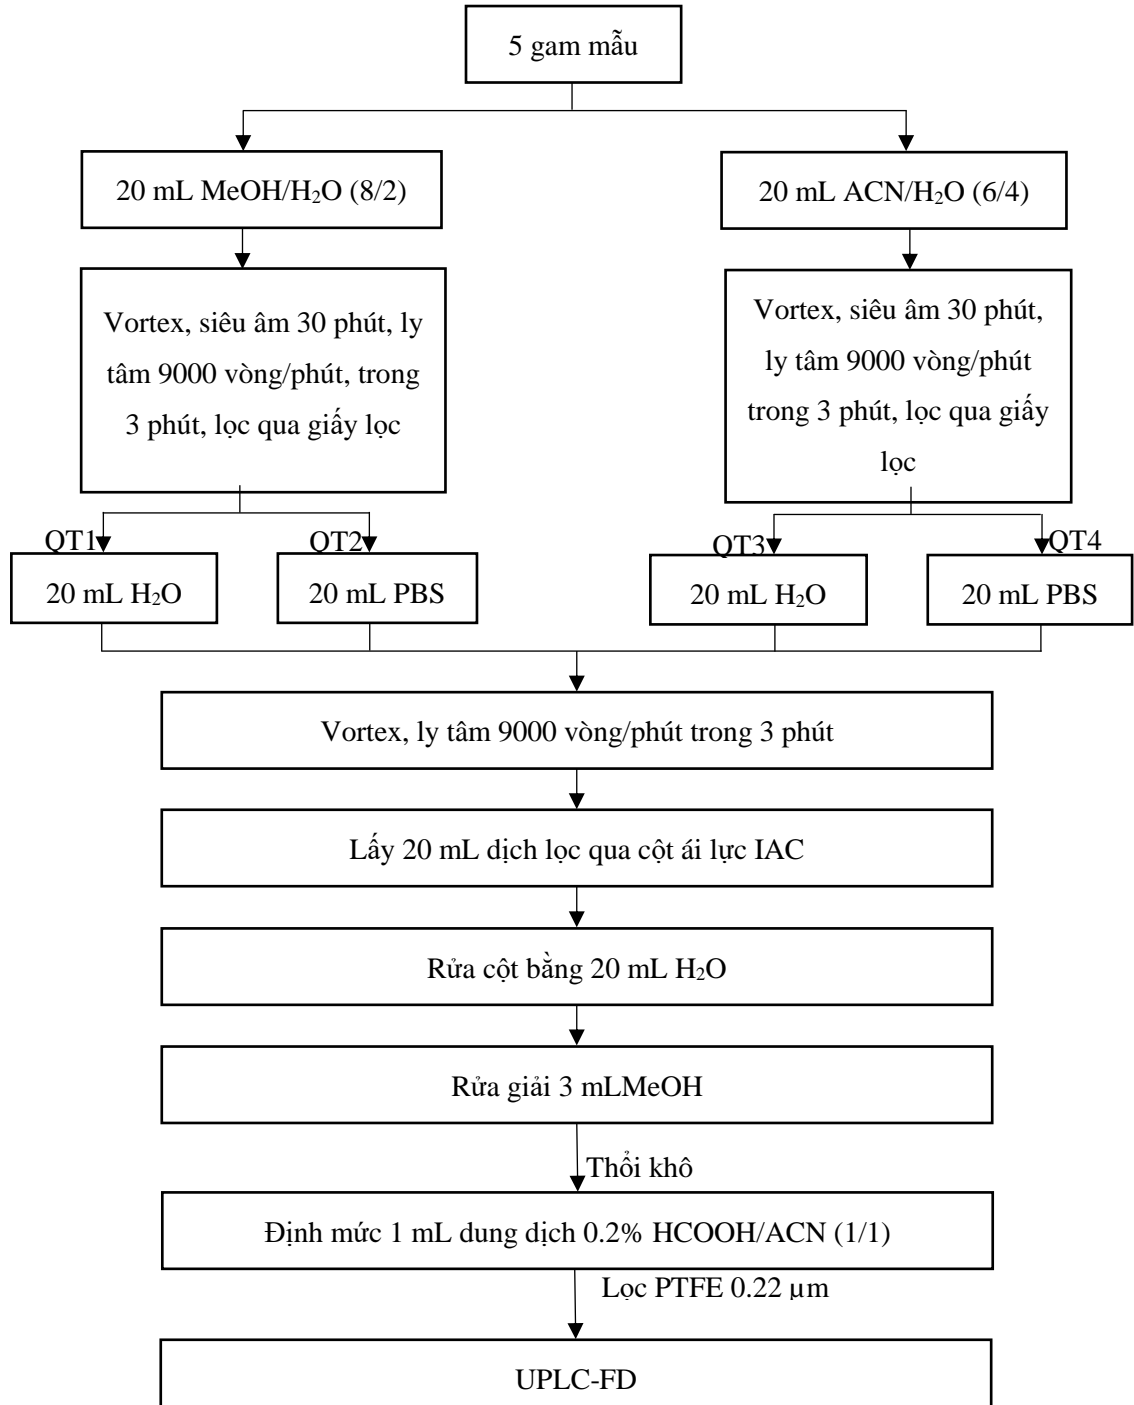 5 gam mẫu
20 mL MeOH/H₂O (8/2)
20 mL ACN/H₂O (6/4)
Vortex, siêu âm 30 phút, ly
tâm 9000 vòng/phút, trong
3 phút, lọc qua giấy lọc
Vortex, siêu âm 30 phút,
ly tâm 9000 vòng/phút
trong 3 phút, lọc qua giấy
lọc
QT1
QT2
QT3
QT4
20 mL H₂O
20 mL PBS
20 mL H₂O
20 mL PBS
Vortex, ly tâm 9000 vòng/phút trong 3 phút
Lấy 20 mL dịch lọc qua cột ái lực IAC
Rửa cột bằng 20 mL H₂O
Rửa giải 3 mLMeOH
Thổi khô
Định mức 1 mL dung dịch 0.2% HCOOH/ACN (1/1)
Lọc PTFE 0.22 µm
UPLC-FD